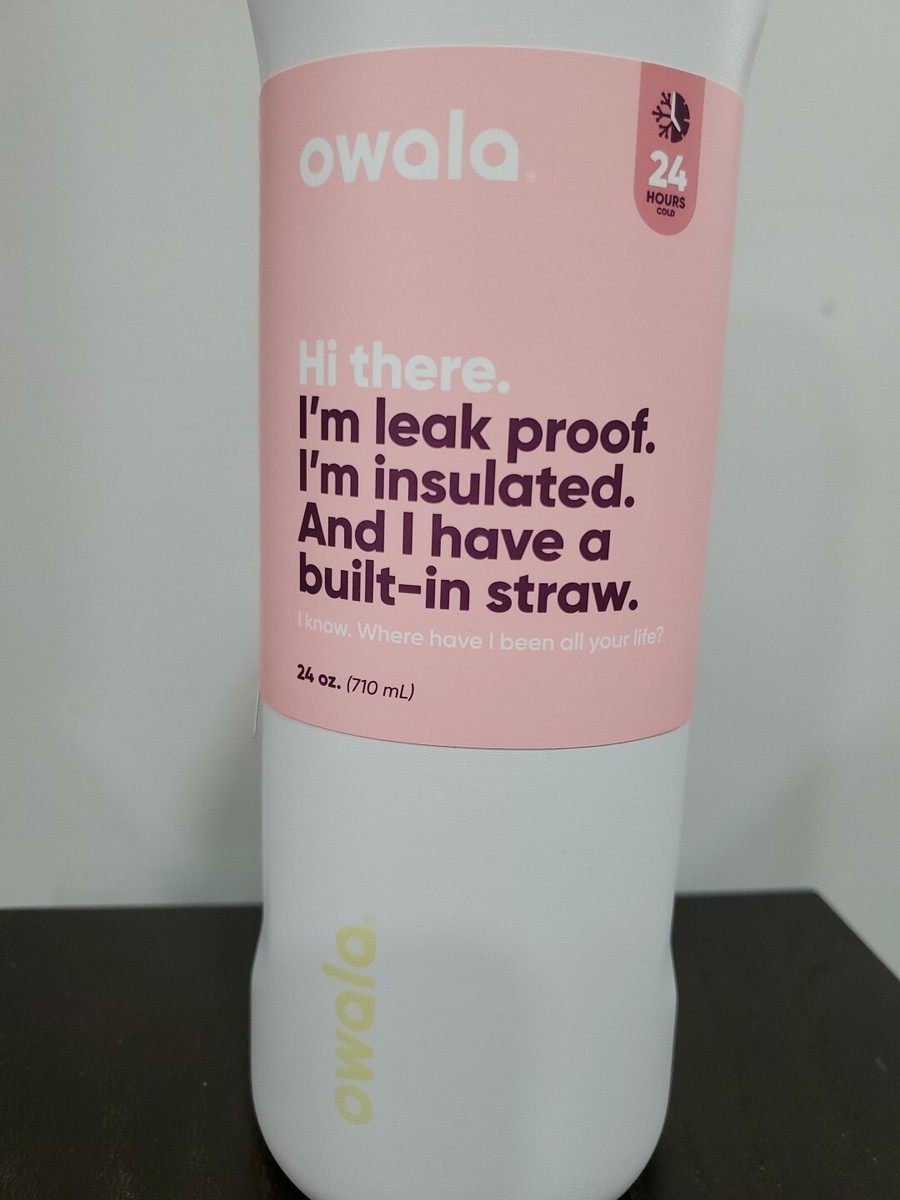 owala®
24
HOURS
COLD
Hi there.
I'm leak proof.
I'm insulated.
And I have a
built-in straw.
I know. Where have I been all your life?
24 oz. (710 mL)
owala®